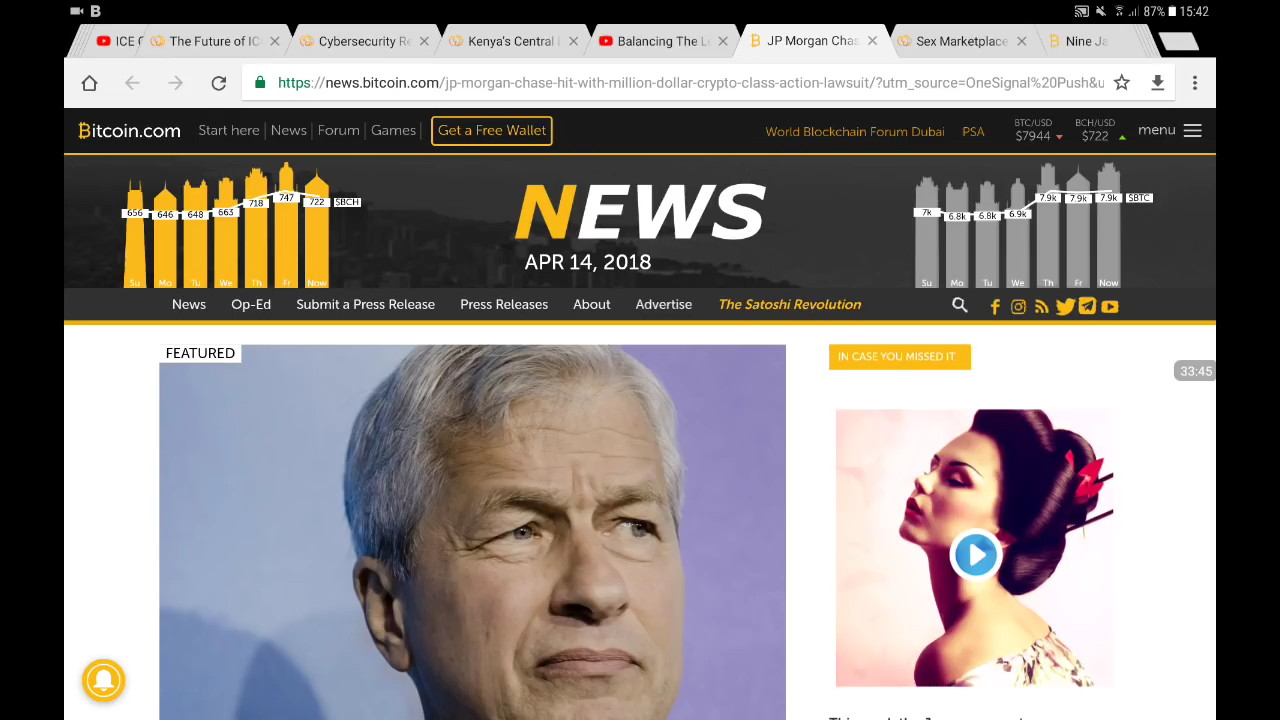 B
87% 15:42
ICE
The Future of IC
Cybersecurity Re
Kenya's Central
Balancing The L
JP Morgan Chas
Sex Marketplace
Nine Ja
https://news.bitcoin.com/jp-morgan-chase-hit-with-million-dollar-crypto-class-action-lawsuit/?utm_source=OneSignal%20Push&u
Bitcoin.com
Start here
News
Forum
Games
Get a Free Wallet
World Blockchain Forum Dubai
PSA
BTC/USD
$7944
BCH/USD
$722
menu
656 646 648 663 718 747 722 $BCH
Su Mo Tu We Th Fr Now
NEWS
APR 14, 2018
7k 6.8k 6.8k 6.9k 7.9k 7.9k 7.9k $BTC
Su Mo Tu We Th Fr Now
News
Op-Ed
Submit a Press Release
Press Releases
About
Advertise
The Satoshi Revolution
FEATURED
IN CASE YOU MISSED IT
33:45